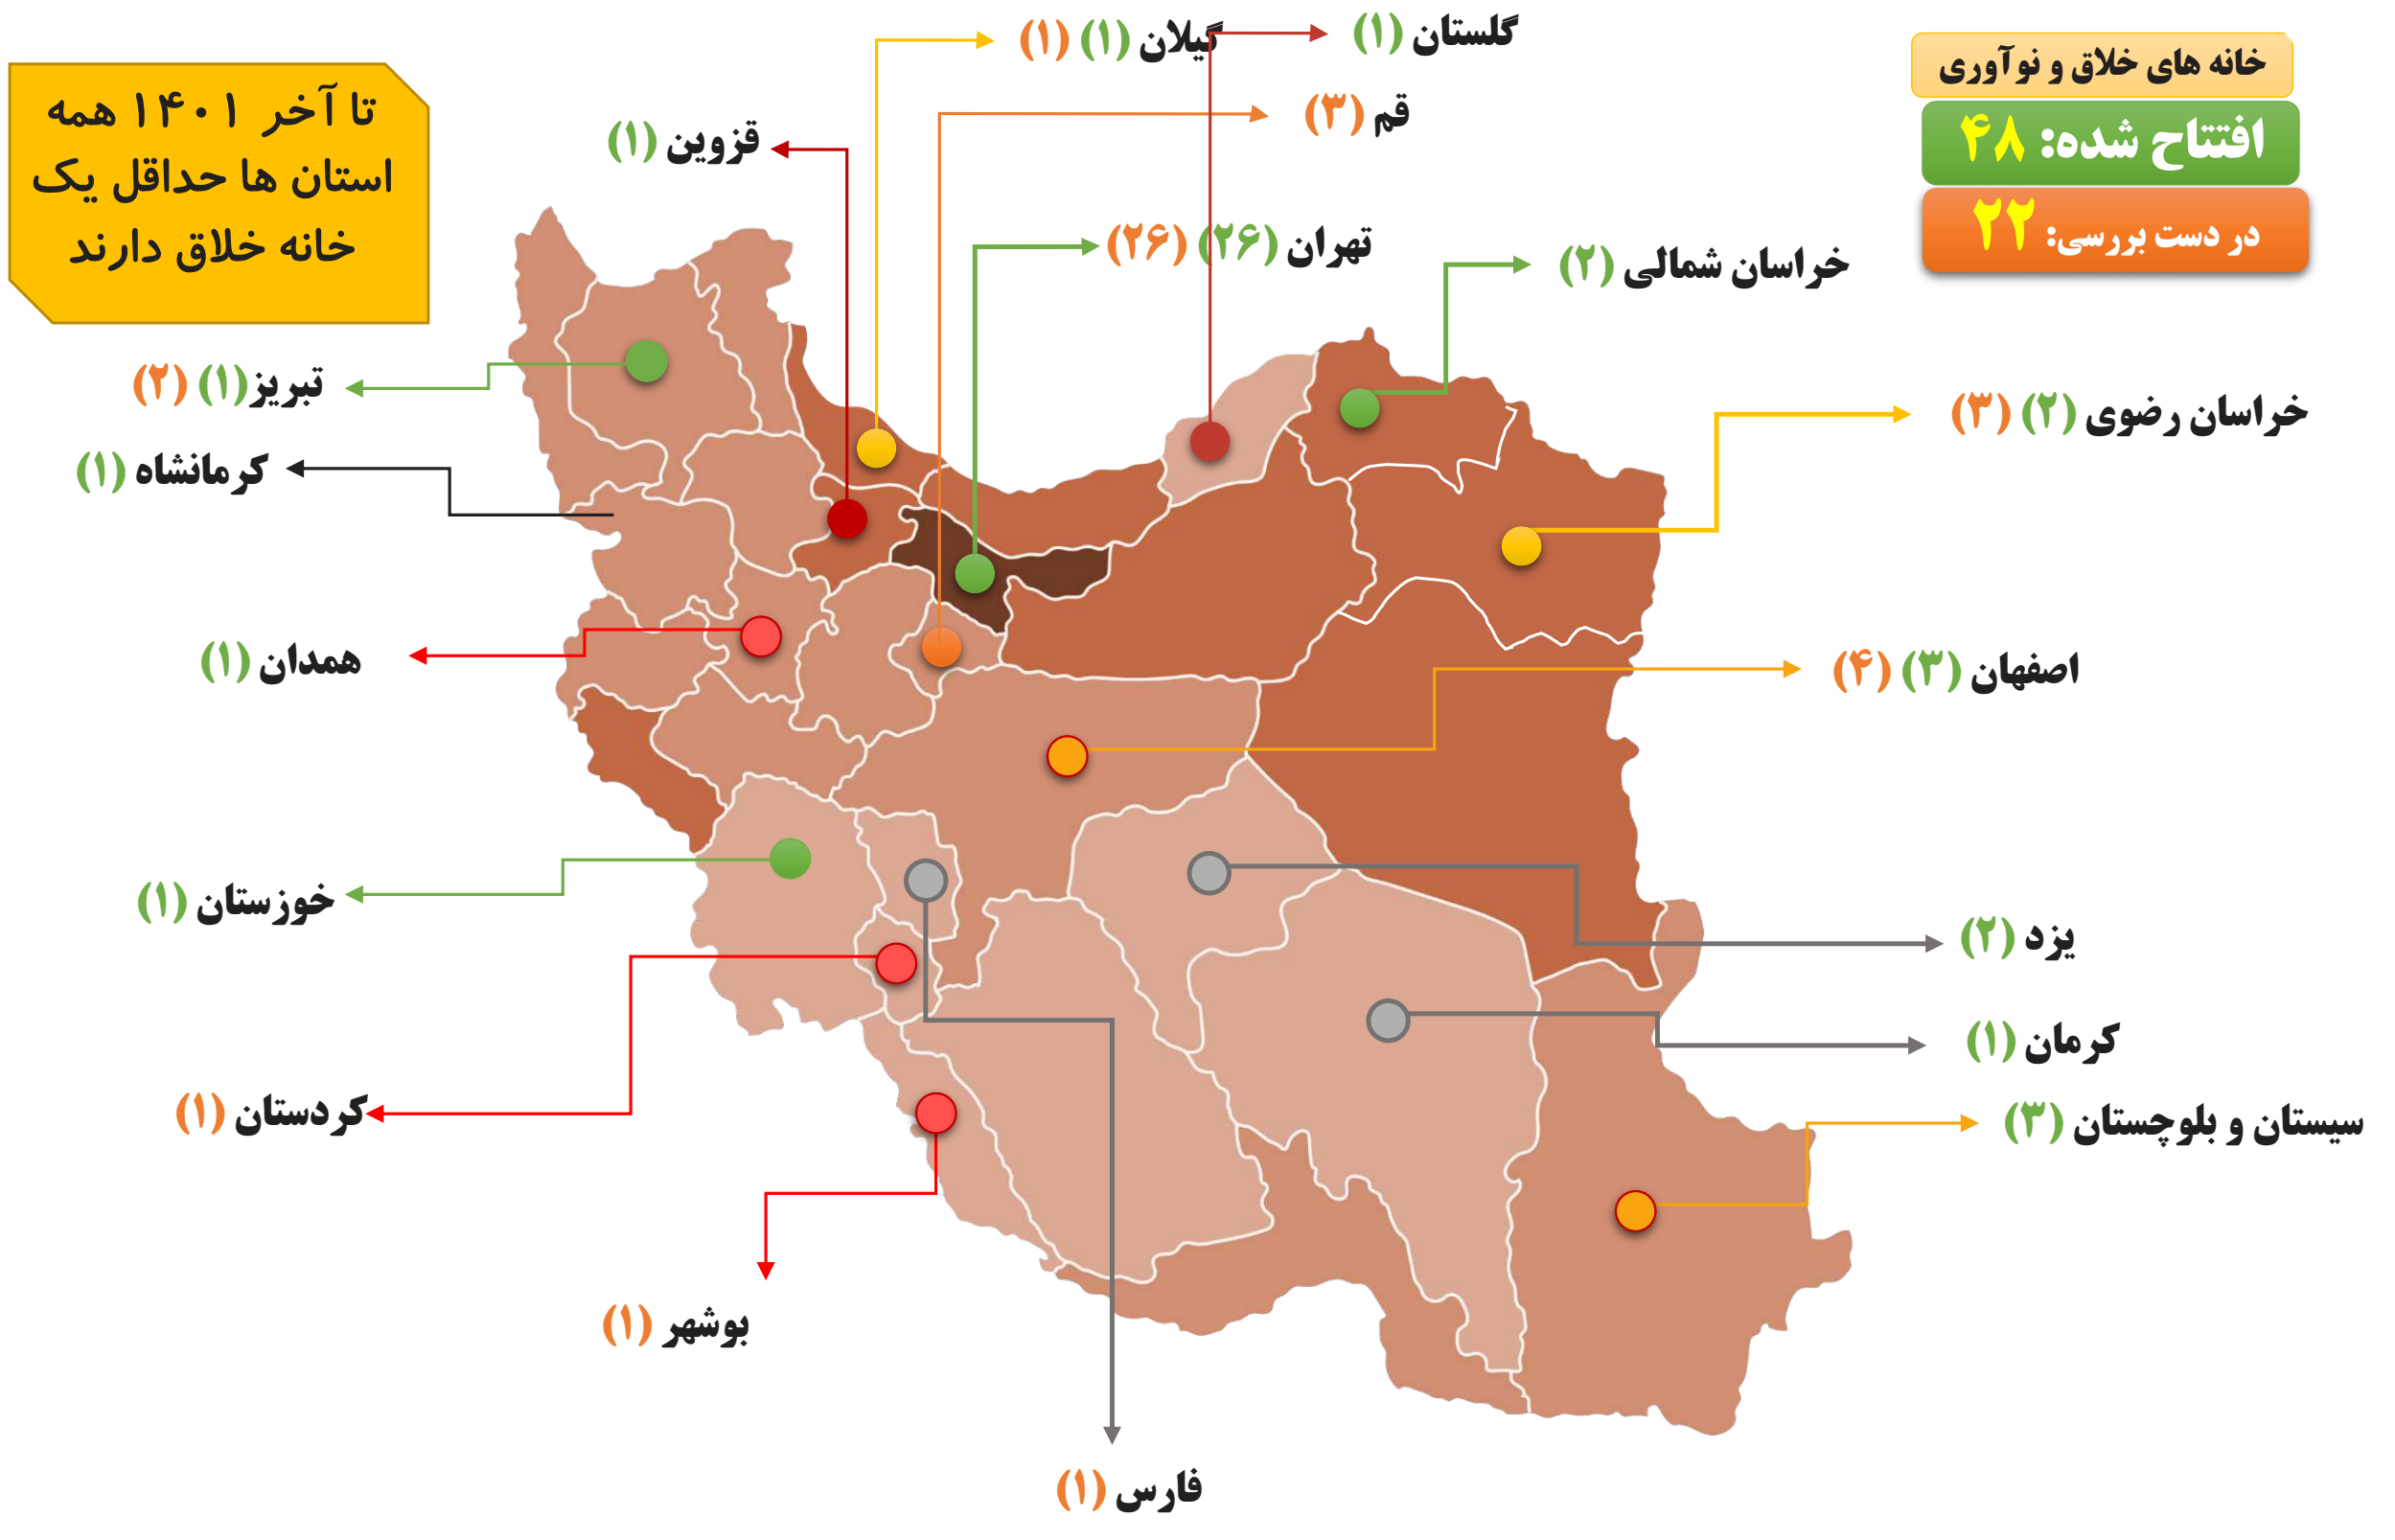 خانه های خلاق و نوآوری
افتتاح شده: ۴۸
در دست بررسی: ۲۲
تا آخر ۱۴۰۱ همه
استان ها حداقل یک
خانه خلاق دارند
گلستان (۱)
گیلان (۱) (۱)
قم (۳)
قزوین (۱)
تهران (۲۶) (۲۶)
خراسان شمالی (۲)
خراسان رضوی (۲) (۳)
تبریز(۱) (۲)
کرمانشاه (۱)
همدان (۱)
اصفهان (۳) (۴)
خوزستان (۱)
یزد (۲)
کرمان (۱)
کردستان (۱)
سیستان و بلوچستان (۳)
بوشهر (۱)
فارس (۱)